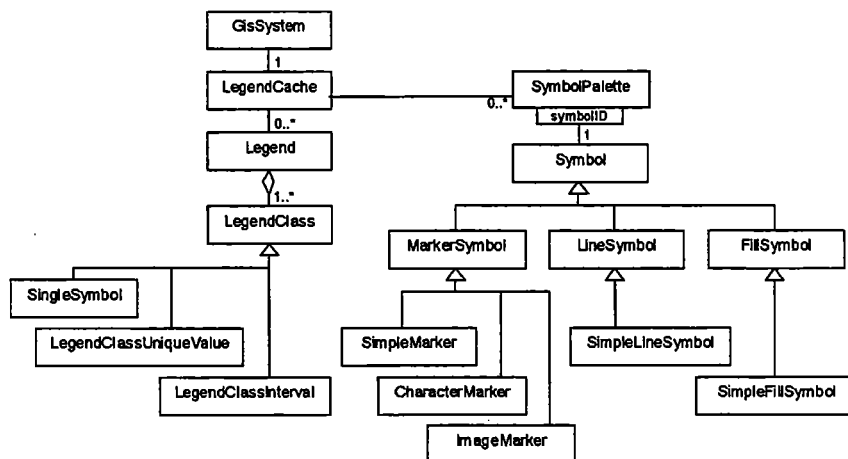 GisSystem
1
LegendCache
SymbolPalette
0..*
symbolID
0..*
1
Legend
Symbol
1..*
LegendClass
MarkerSymbol
LineSymbol
FillSymbol
SingleSymbol
LegendClassUniqueValue
SimpleMarker
SimpleLineSymbol
LegendClassInterval
CharacterMarker
SimpleFillSymbol
ImageMarker